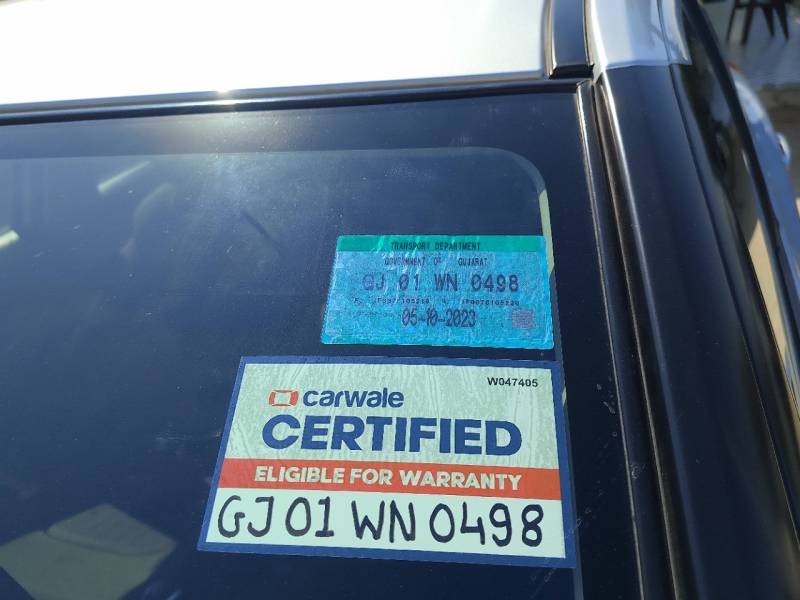 TRANSPORT DEPARTMENT
GOVERNMENT OF GUJARAT
GJ 01 WN 0498
05-10-2023
W047405
carwale
CERTIFIED
ELIGIBLE FOR WARRANTY
GJ 01 WN 0498